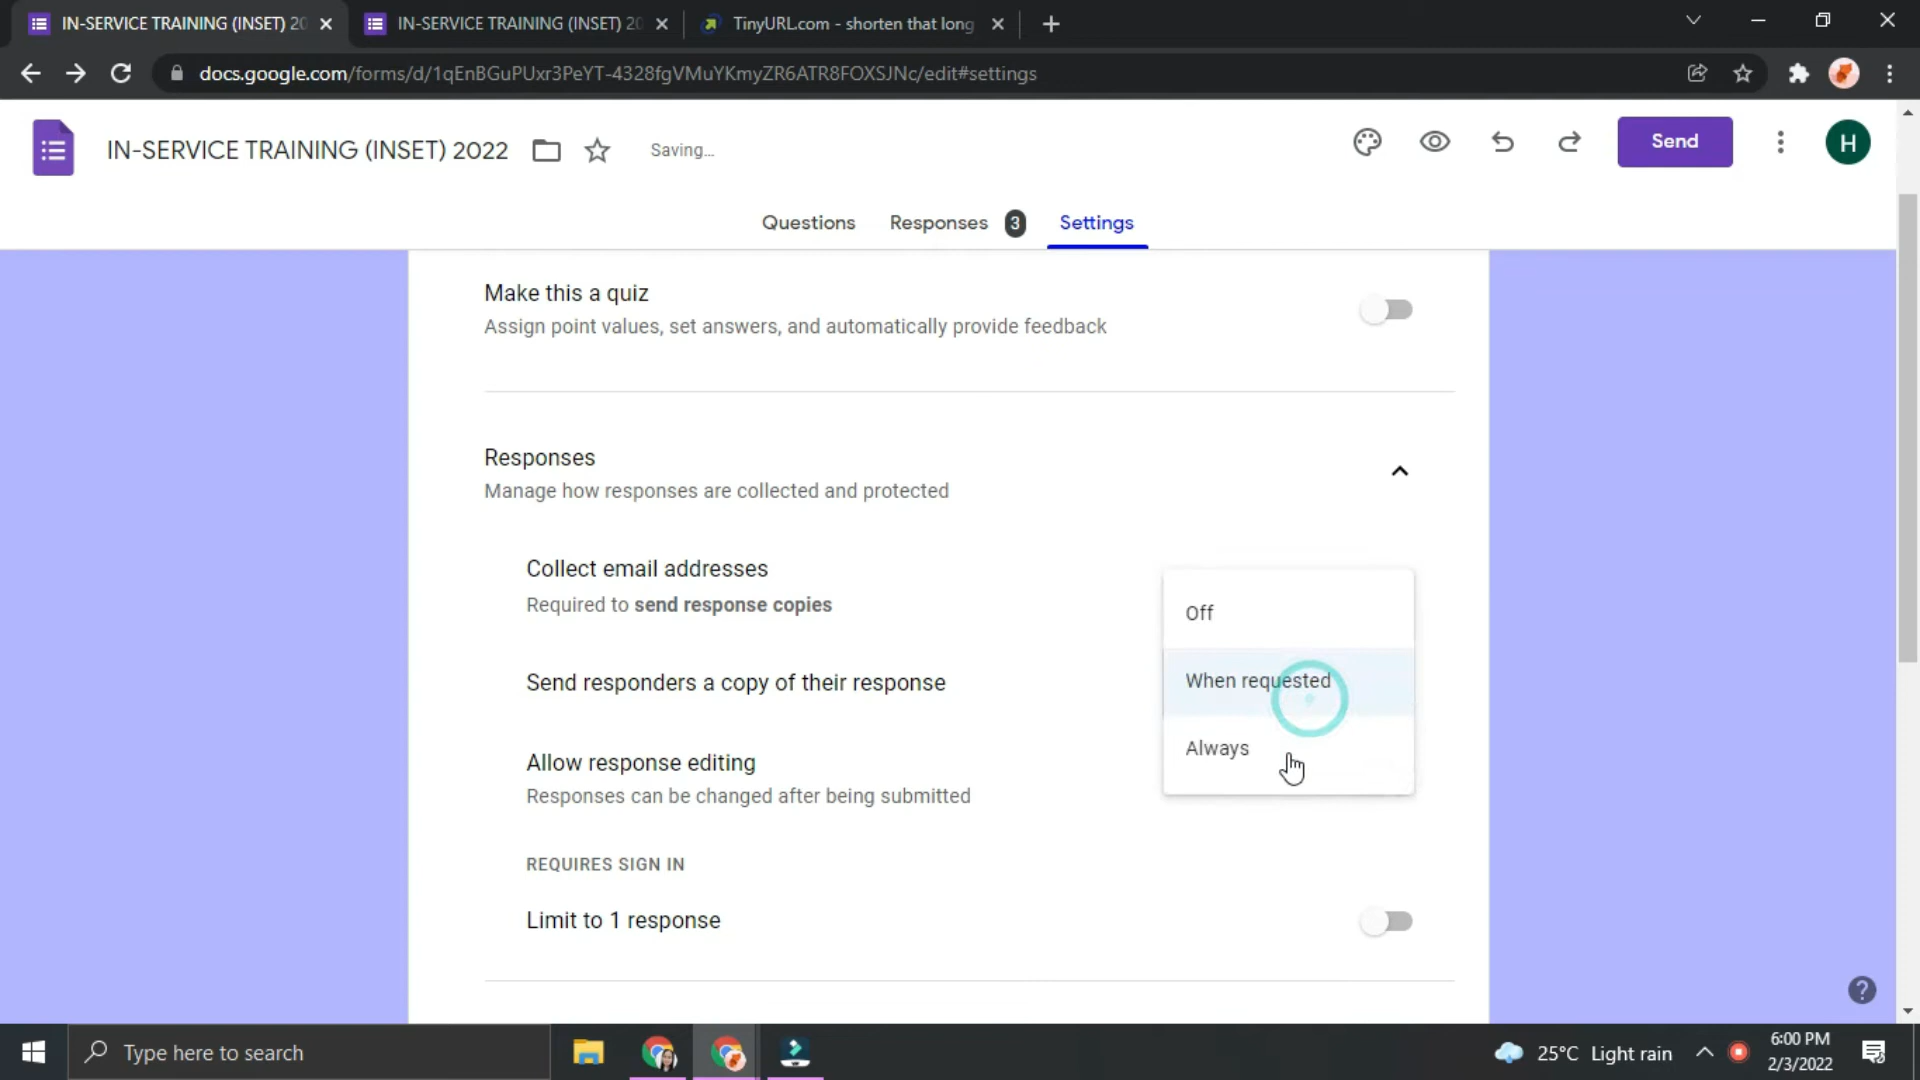 IN-SERVICE TRAINING (INSET) 20
IN-SERVICE TRAINING (INSET) 20
TinyURL.com - shorten that long
docs.google.com/forms/d/1qEnBGuPUxr3PeYT-4328fgVMuYKmyZR6ATR8FOXSJNc/edit#settings
IN-SERVICE TRAINING (INSET) 2022
Saving...
Send
H
Questions
Responses 3
Settings
Make this a quiz
Assign point values, set answers, and automatically provide feedback
Responses
Manage how responses are collected and protected
Collect email addresses
Required to send response copies
Off
Send responders a copy of their response
When requested
Always
Allow response editing
Responses can be changed after being submitted
REQUIRES SIGN IN
Limit to 1 response
Type here to search
25°C Light rain
6:00 PM
2/3/2022